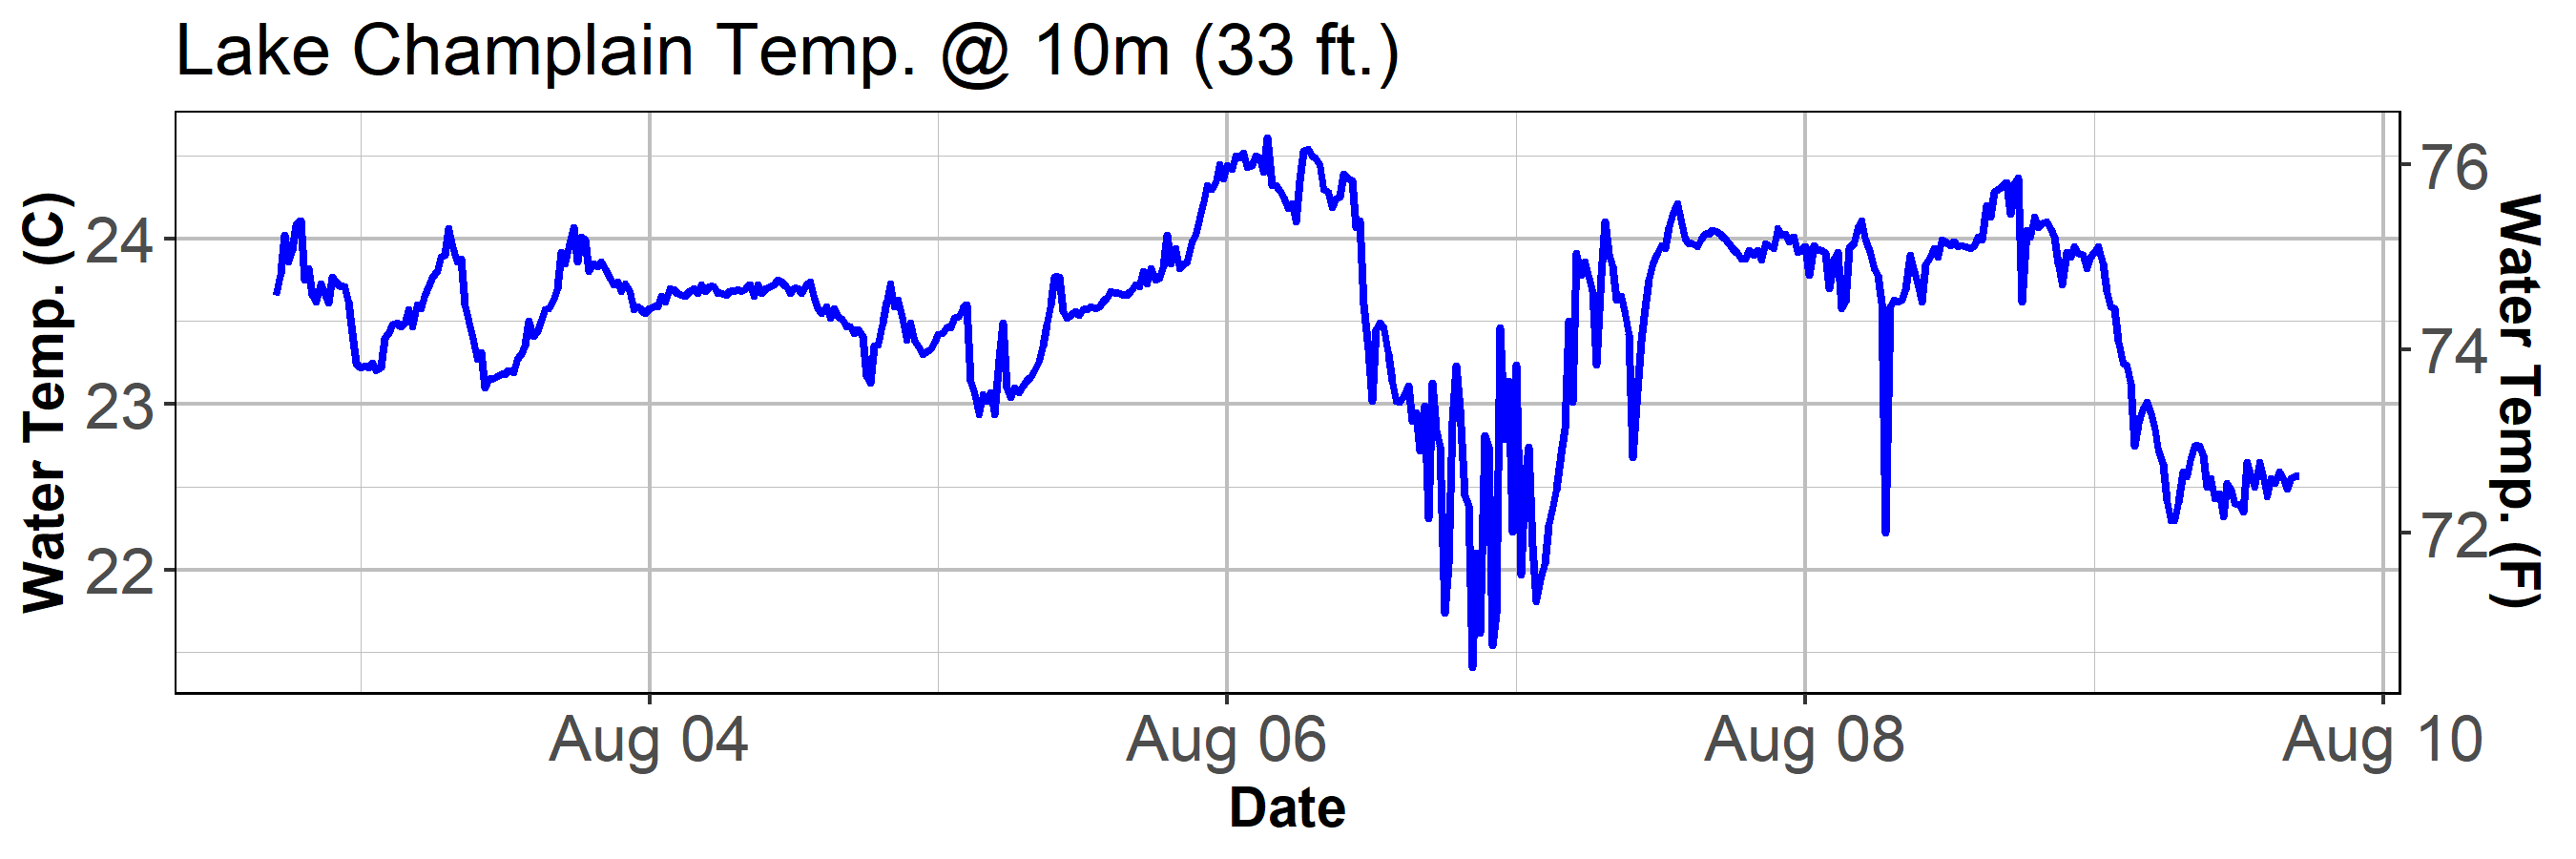 Lake Champlain Temp. @ 10m (33 ft.)
Water Temp. (C)
24
23
22
76
74
72
Water Temp. (F)
Aug 04
Aug 06
Aug 08
Aug 10
Date